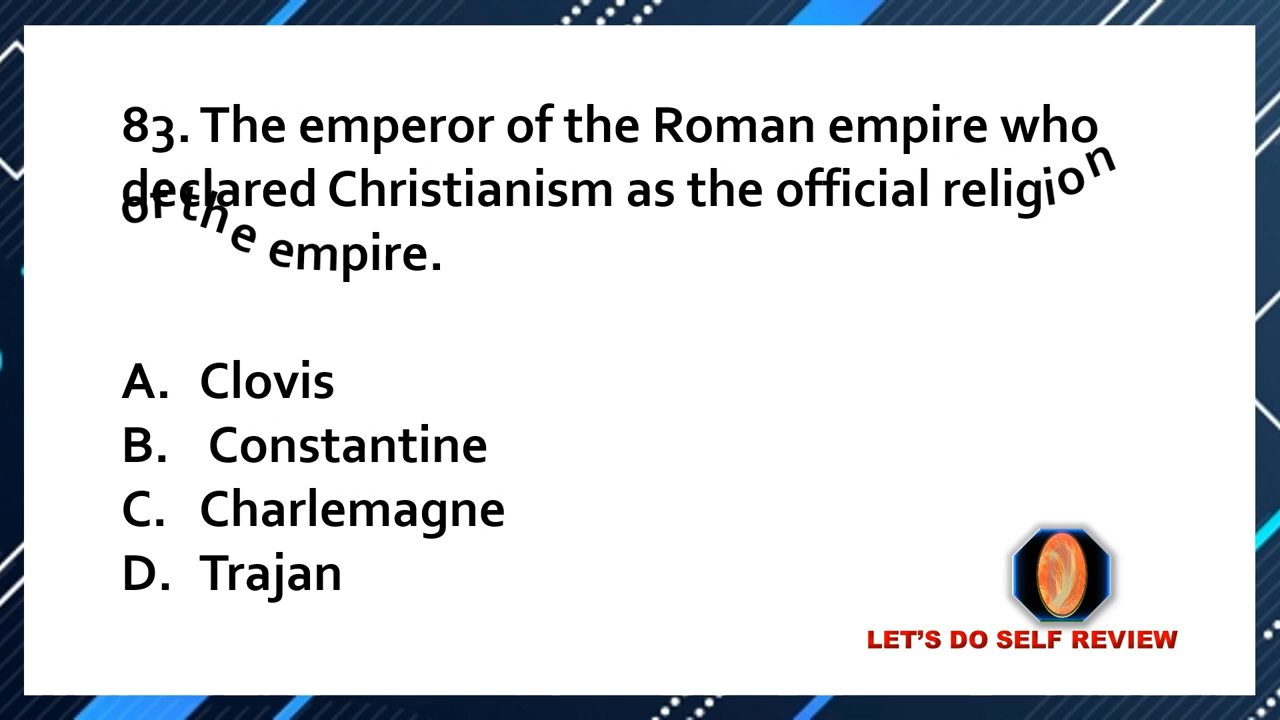 83. The emperor of the Roman empire who
declared Christianism as the official religion
of the empire.
A. Clovis
B. Constantine
C. Charlemagne
D. Trajan
LET'S DO SELF REVIEW